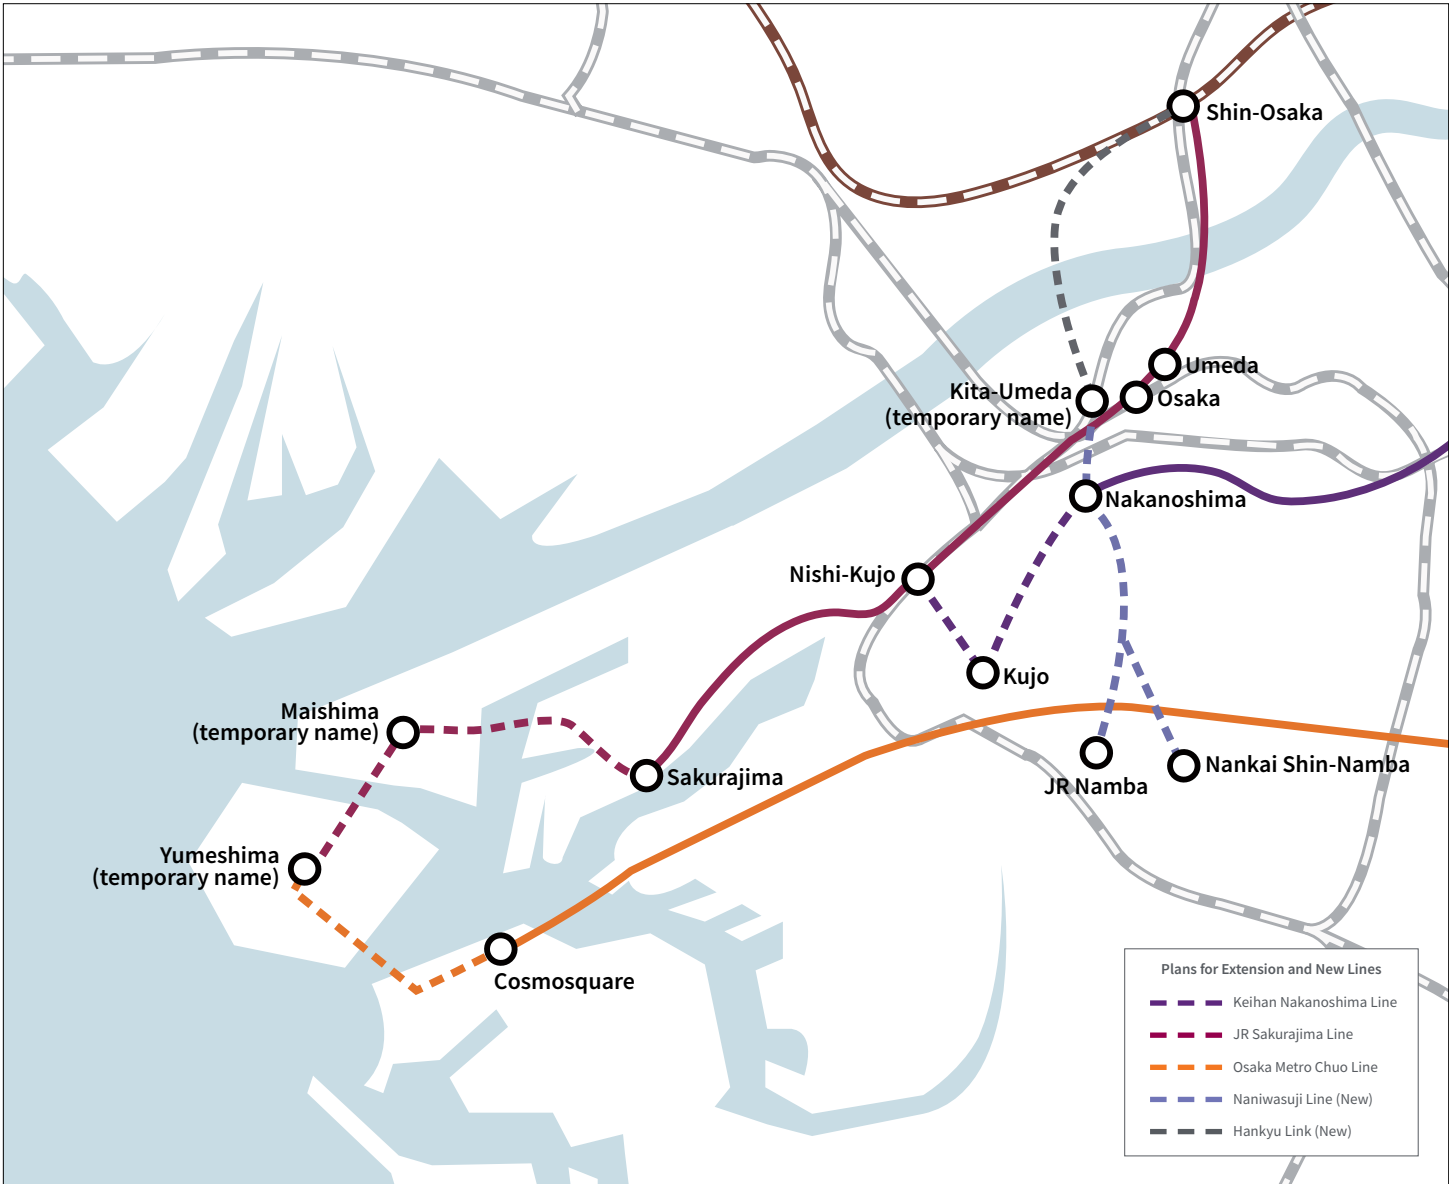 Shin-Osaka
Umeda
Kita-Umeda
(temporary name)
Osaka
Nakanoshima
Nishi-Kujo
Kujo
Maishima
(temporary name)
Sakurajima
Nankai Shin-Namba
JR Namba
Yumeshima
(temporary name)
Cosmosquare
Plans for Extension and New Lines
Keihan Nakanoshima Line
JR Sakurajima Line
Osaka Metro Chuo Line
Naniwasuji Line (New)
Hankyu Link (New)